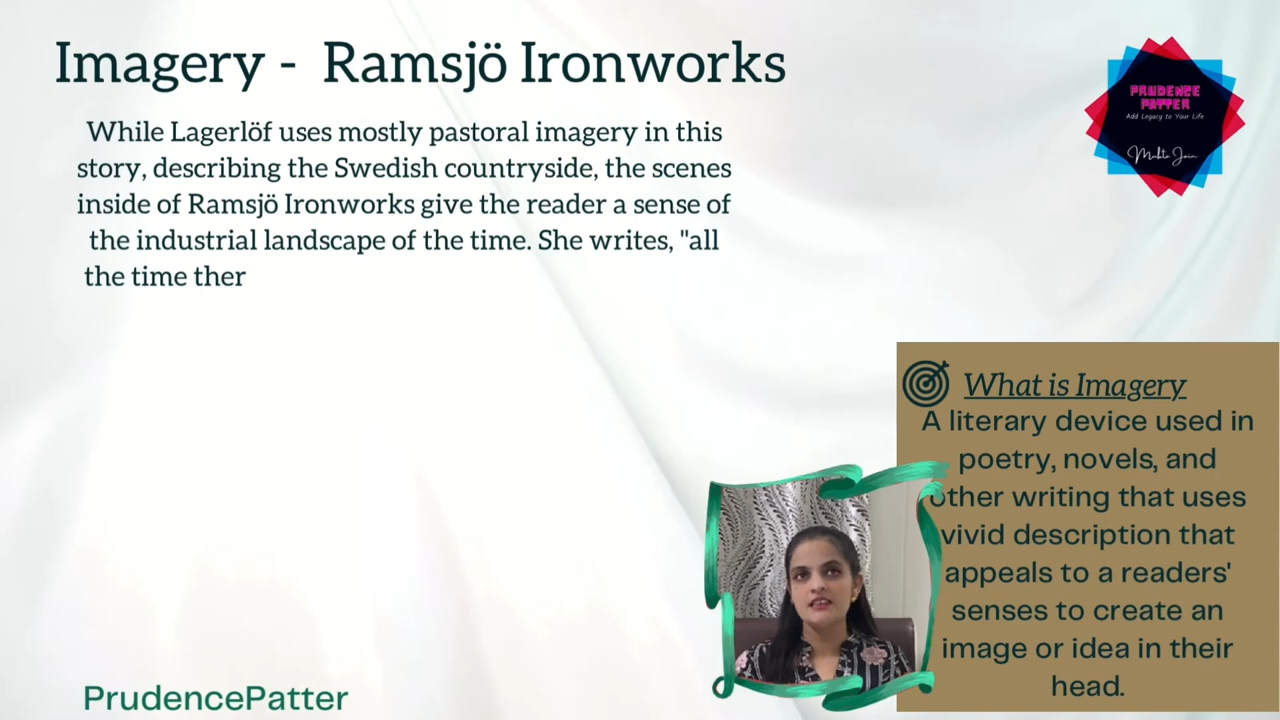 Imagery - Ramsjö Ironworks
While Lagerlöf uses mostly pastoral imagery in this
story, describing the Swedish countryside, the scenes
inside of Ramsjö Ironworks give the reader a sense of
the industrial landscape of the time. She writes, "all
the time ther
PRUDENCE
PATTER
Add Legacy to Your Life
What is Imagery
A literary device used in
poetry, novels, and
other writing that uses
vivid description that
appeals to a readers'
senses to create an
image or idea in their
head.
PrudencePatter